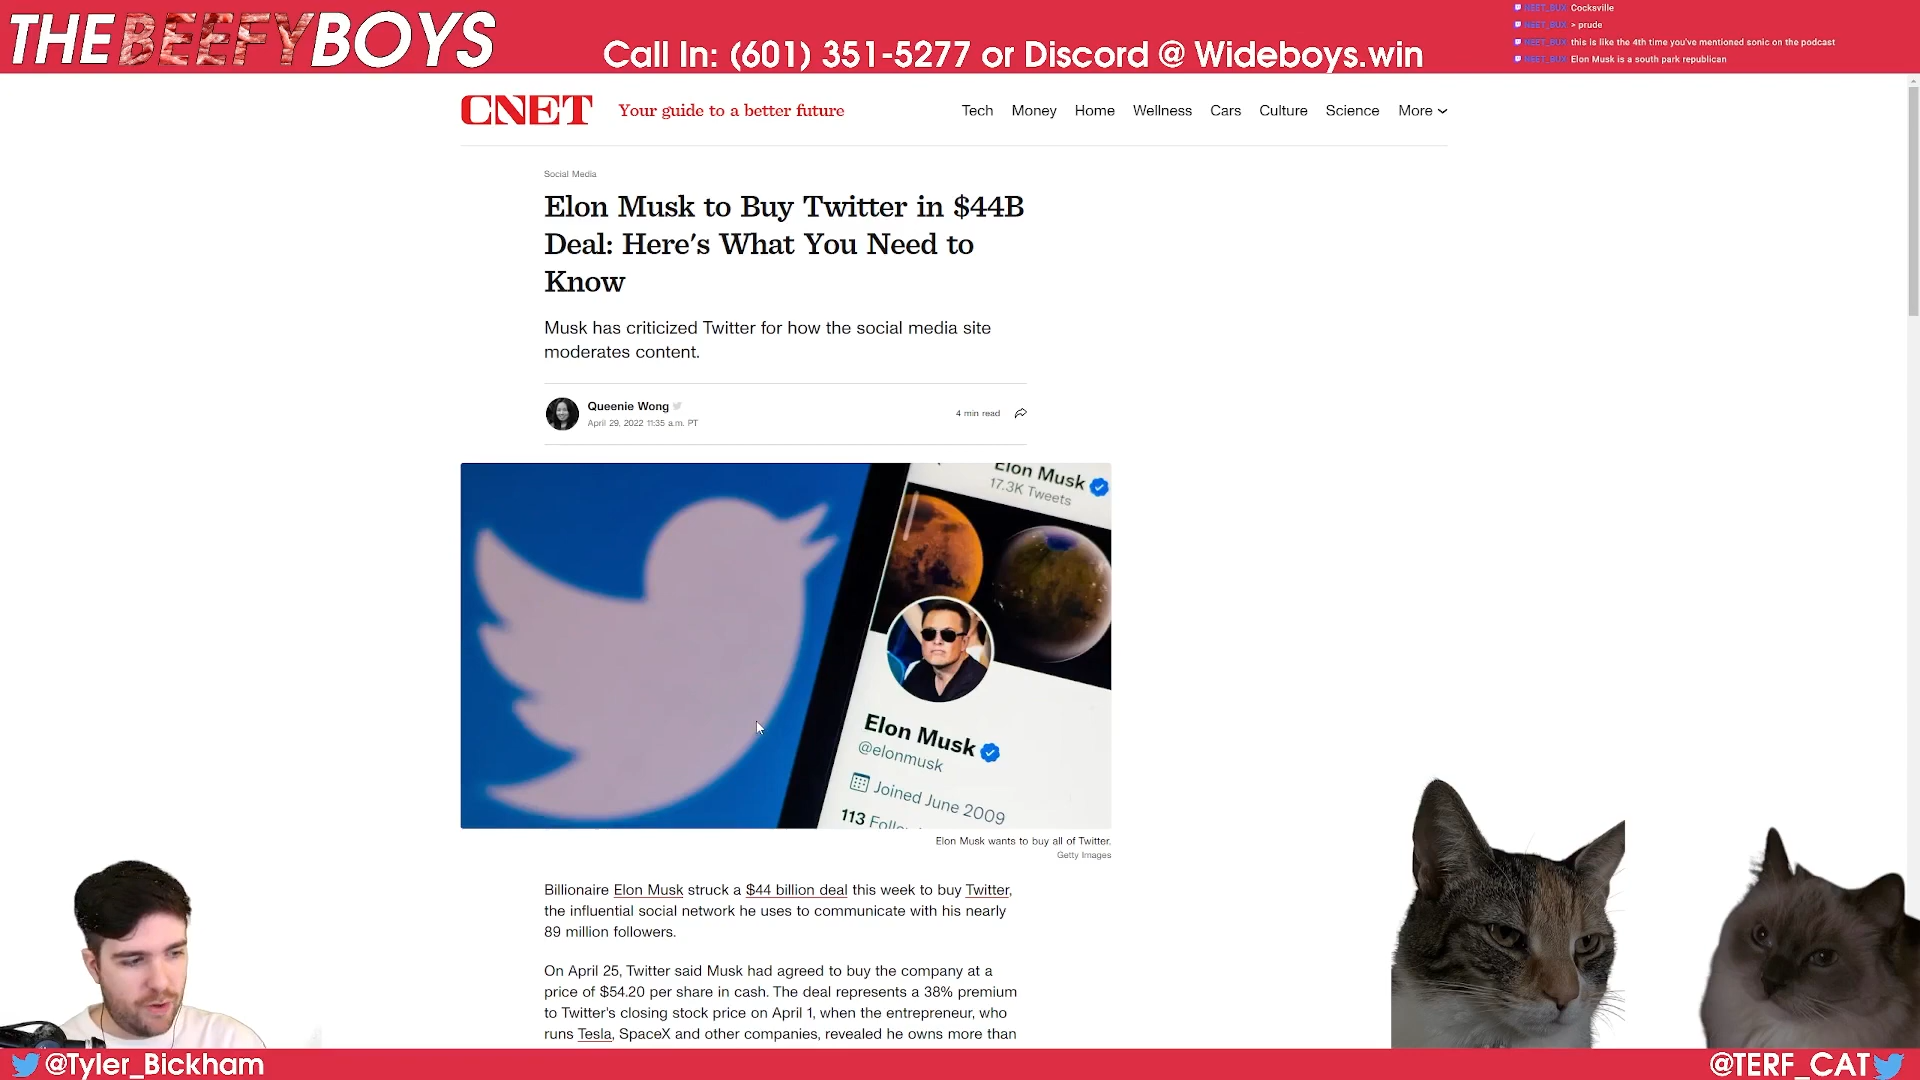 THE BEEFY BOYS
Call In: (601) 351-5277 or Discord @ Wideboys.win
NEET_BUX Cocksville
NEET_BUX > prude
NEET_BUX this is like the 4th time you've mentioned sonic on the podcast
NEET_BUX Elon Musk is a south park republican
CNET
Your guide to a better future
Tech Money Home Wellness Cars Culture Science More
Social Media
Elon Musk to Buy Twitter in $44B
Deal: Here's What You Need to
Know
Musk has criticized Twitter for how the social media site
moderates content.
Queenie Wong
April 29, 2022 11:35 a.m. PT
4 min read
Elon Musk
17.3K Tweets
Elon Musk
@elonmusk
Joined June 2009
113
Elon Musk wants to buy all of Twitter.
Getty Images
Billionaire Elon Musk struck a $44 billion deal this week to buy Twitter,
the influential social network he uses to communicate with his nearly
89 million followers.
On April 25, Twitter said Musk had agreed to buy the company at a
price of $54.20 per share in cash. The deal represents a 38% premium
to Twitter's closing stock price on April 1, when the entrepreneur, who
runs Tesla, SpaceX and other companies, revealed he owns more than
@Tyler_Bickham
@TERF_CAT